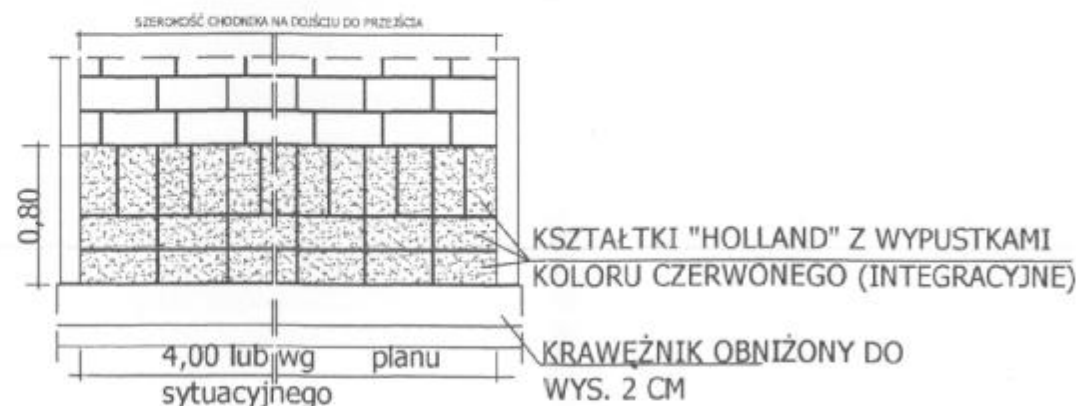 SZEROKOŚĆ CHODNIKA NA DOJŚCIU DO PRZEJŚCIA
0,80
KSZTAŁTKI "HOLLAND" Z WYPUSTKAMI
KOLORU CZERWONEGO (INTEGRACYJNE)
4,00 lub wg planu
sytuacyjnego
KRAWĘŻNIK OBNIŻONY DO
WYS. 2 CM